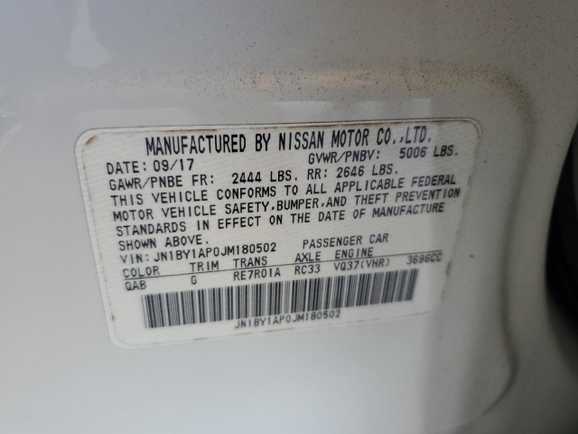 MANUFACTURED BY NISSAN MOTOR CO.,LTD.
DATE: 09/17 GVWR/PNBV: 5006 LBS.
GAWR/PNBE FR: 2444 LBS. RR: 2646 LBS.
THIS VEHICLE CONFORMS TO ALL APPLICABLE FEDERAL
MOTOR VEHICLE SAFETY,BUMPER,AND THEFT PREVENTION
STANDARDS IN EFFECT ON THE DATE OF MANUFACTURE
SHOWN ABOVE.
VIN: JN1BY1AP0JM180502 PASSENGER CAR
COLOR TRIM TRANS AXLE ENGINE
QAB G RE7R01A RC33 VQ37(VHR) 3696CC
JN1BY1AP0JM180502